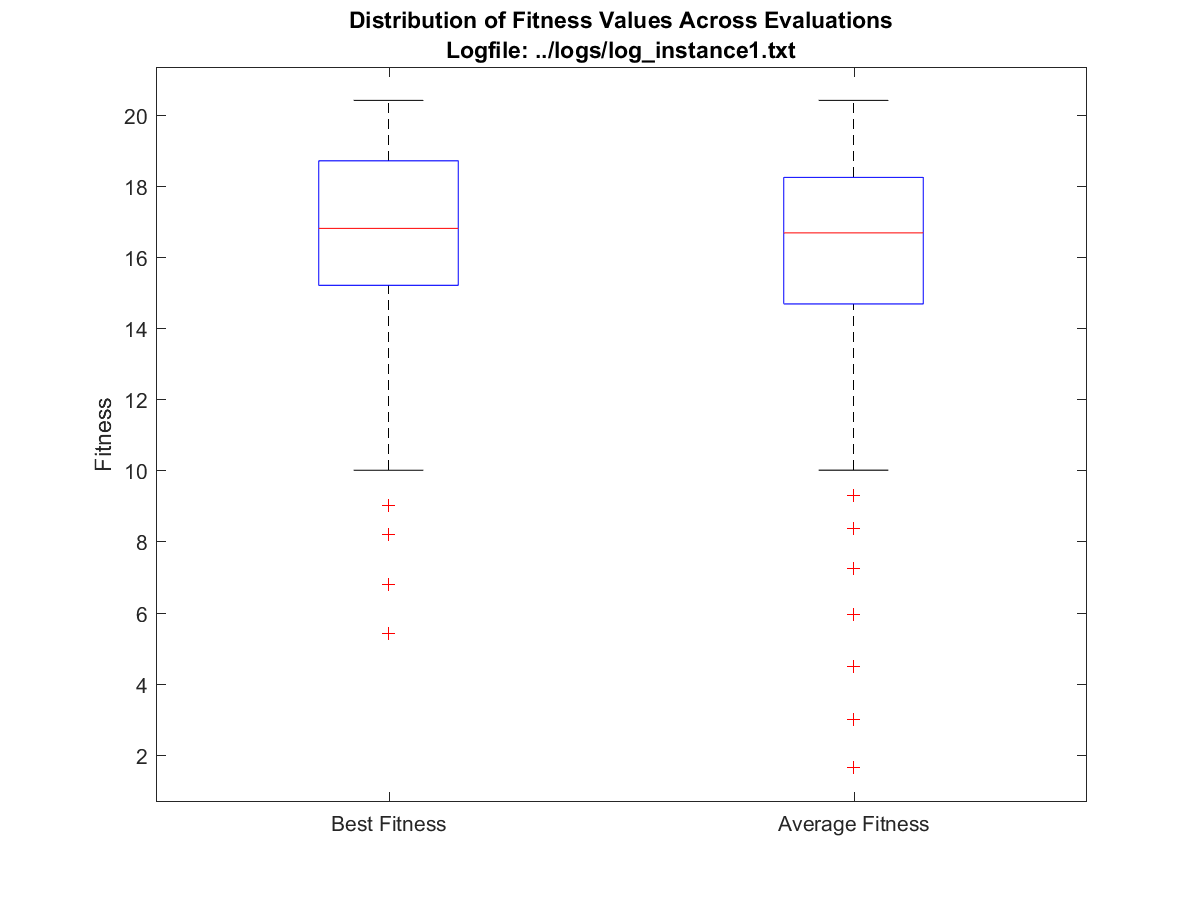 Distribution of Fitness Values Across Evaluations
Logfile: ../logs/log_instance1.txt
20
18
16
14
12
10
8
6
4
2
Fitness
Best Fitness
Average Fitness